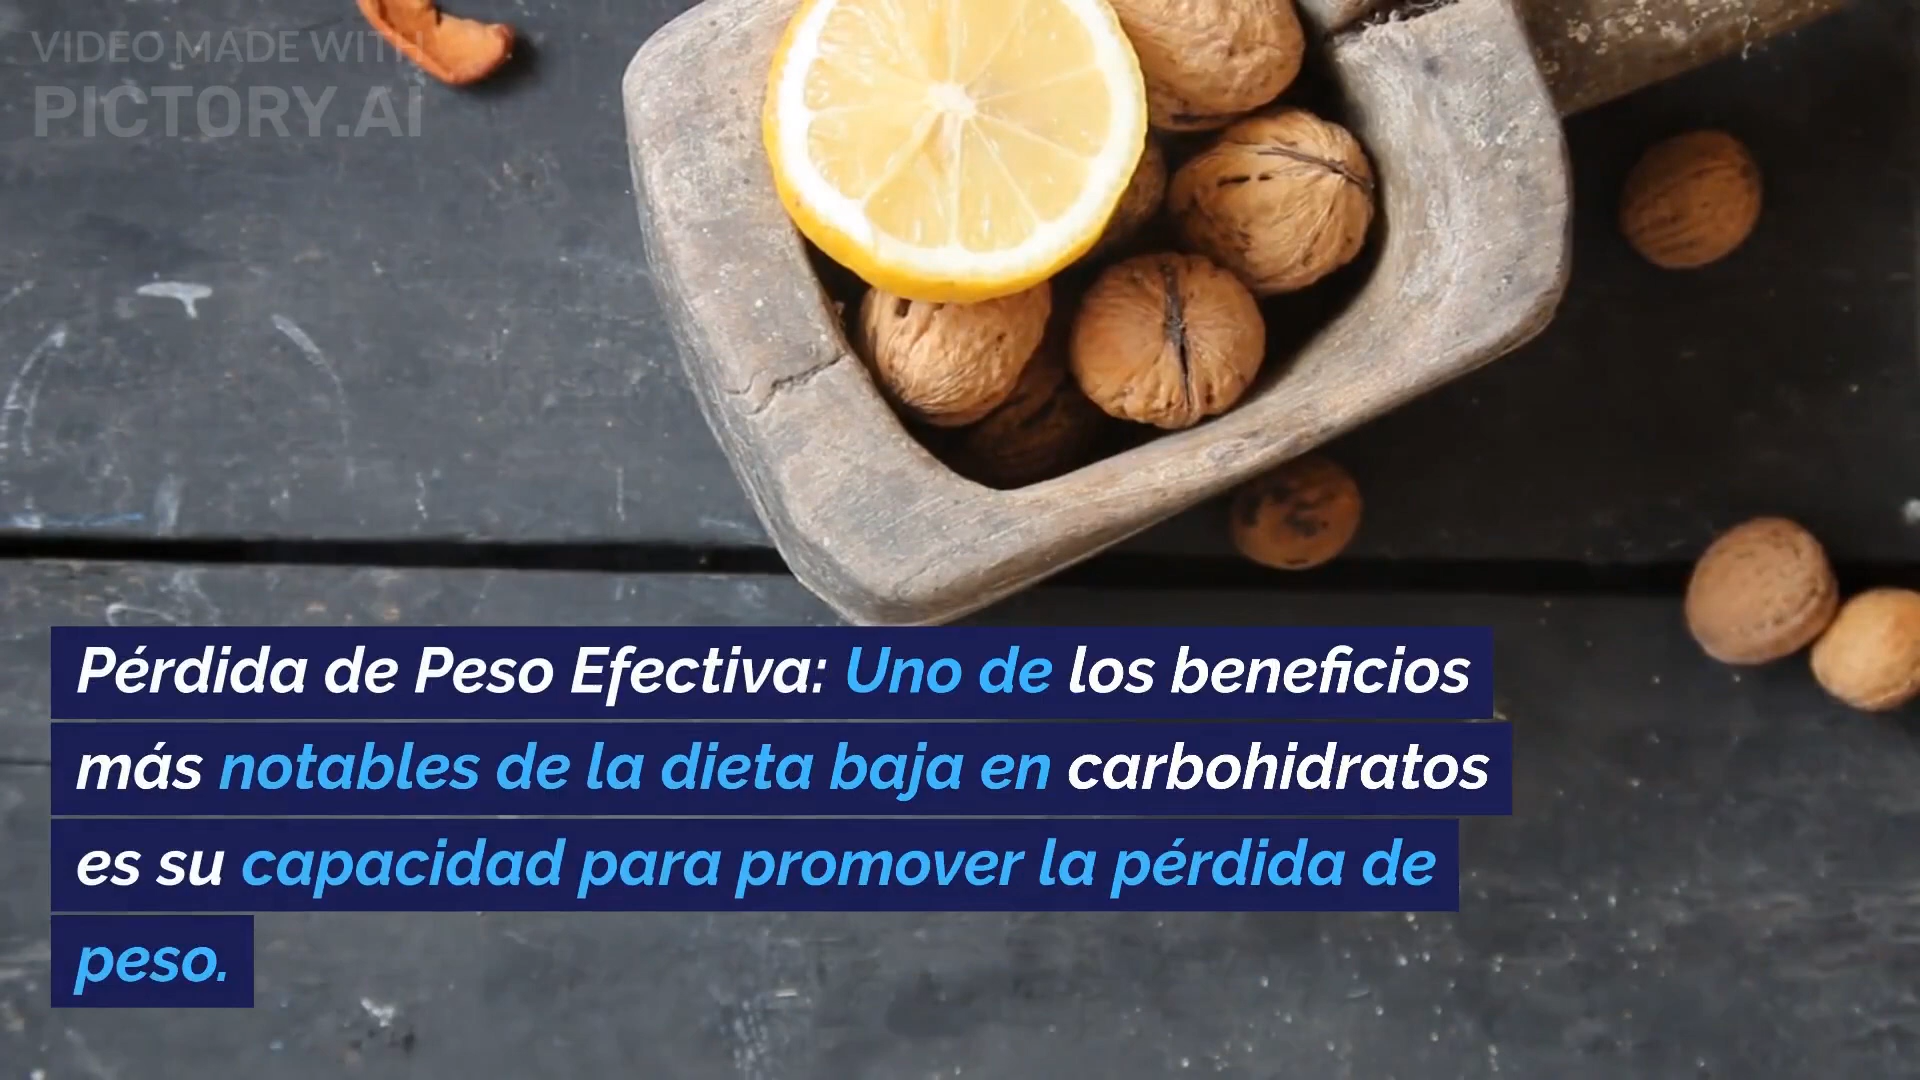 VIDEO MADE WITH
PICTORY.AI
Pérdida de Peso Efectiva: Uno de los beneficios
más notables de la dieta baja en carbohidratos
es su capacidad para promover la pérdida de
peso.